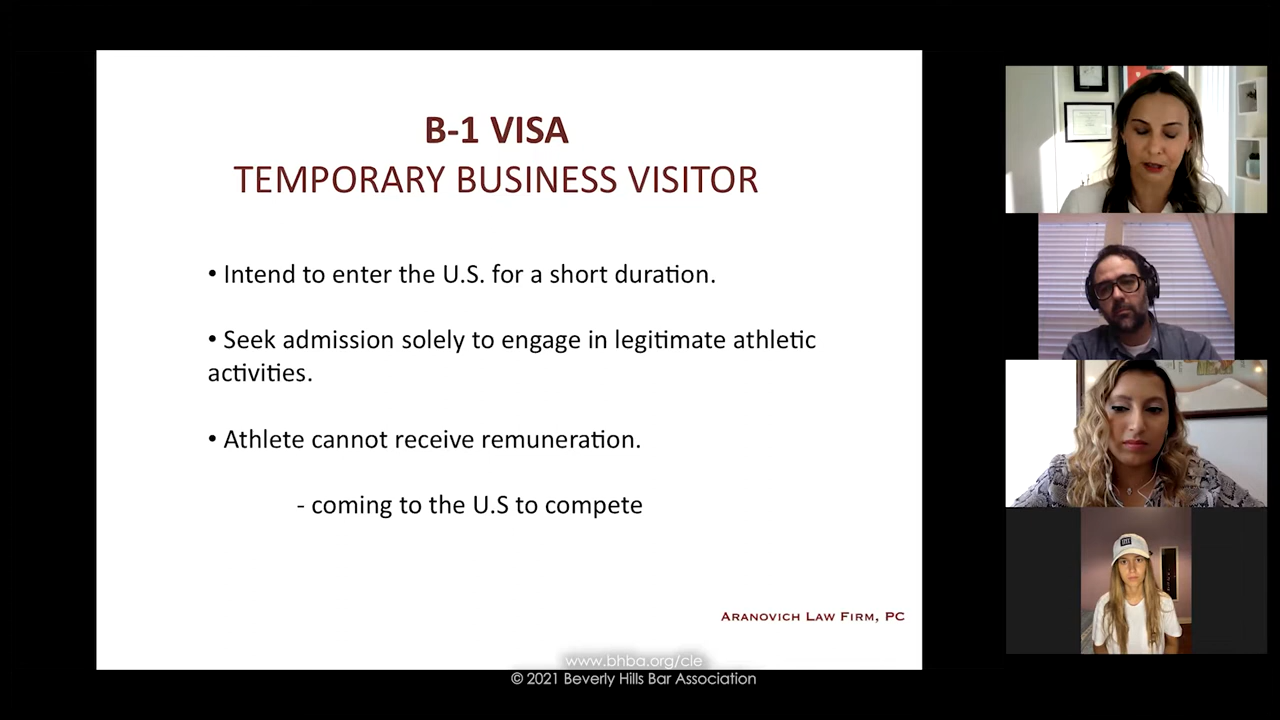 B-1 VISA
TEMPORARY BUSINESS VISITOR
• Intend to enter the U.S. for a short duration.
• Seek admission solely to engage in legitimate athletic
activities.
• Athlete cannot receive remuneration.
- coming to the U.S to compete
ARANOVICH LAW FIRM, PC
www.bhba.org/cle
© 2021 Beverly Hills Bar Association